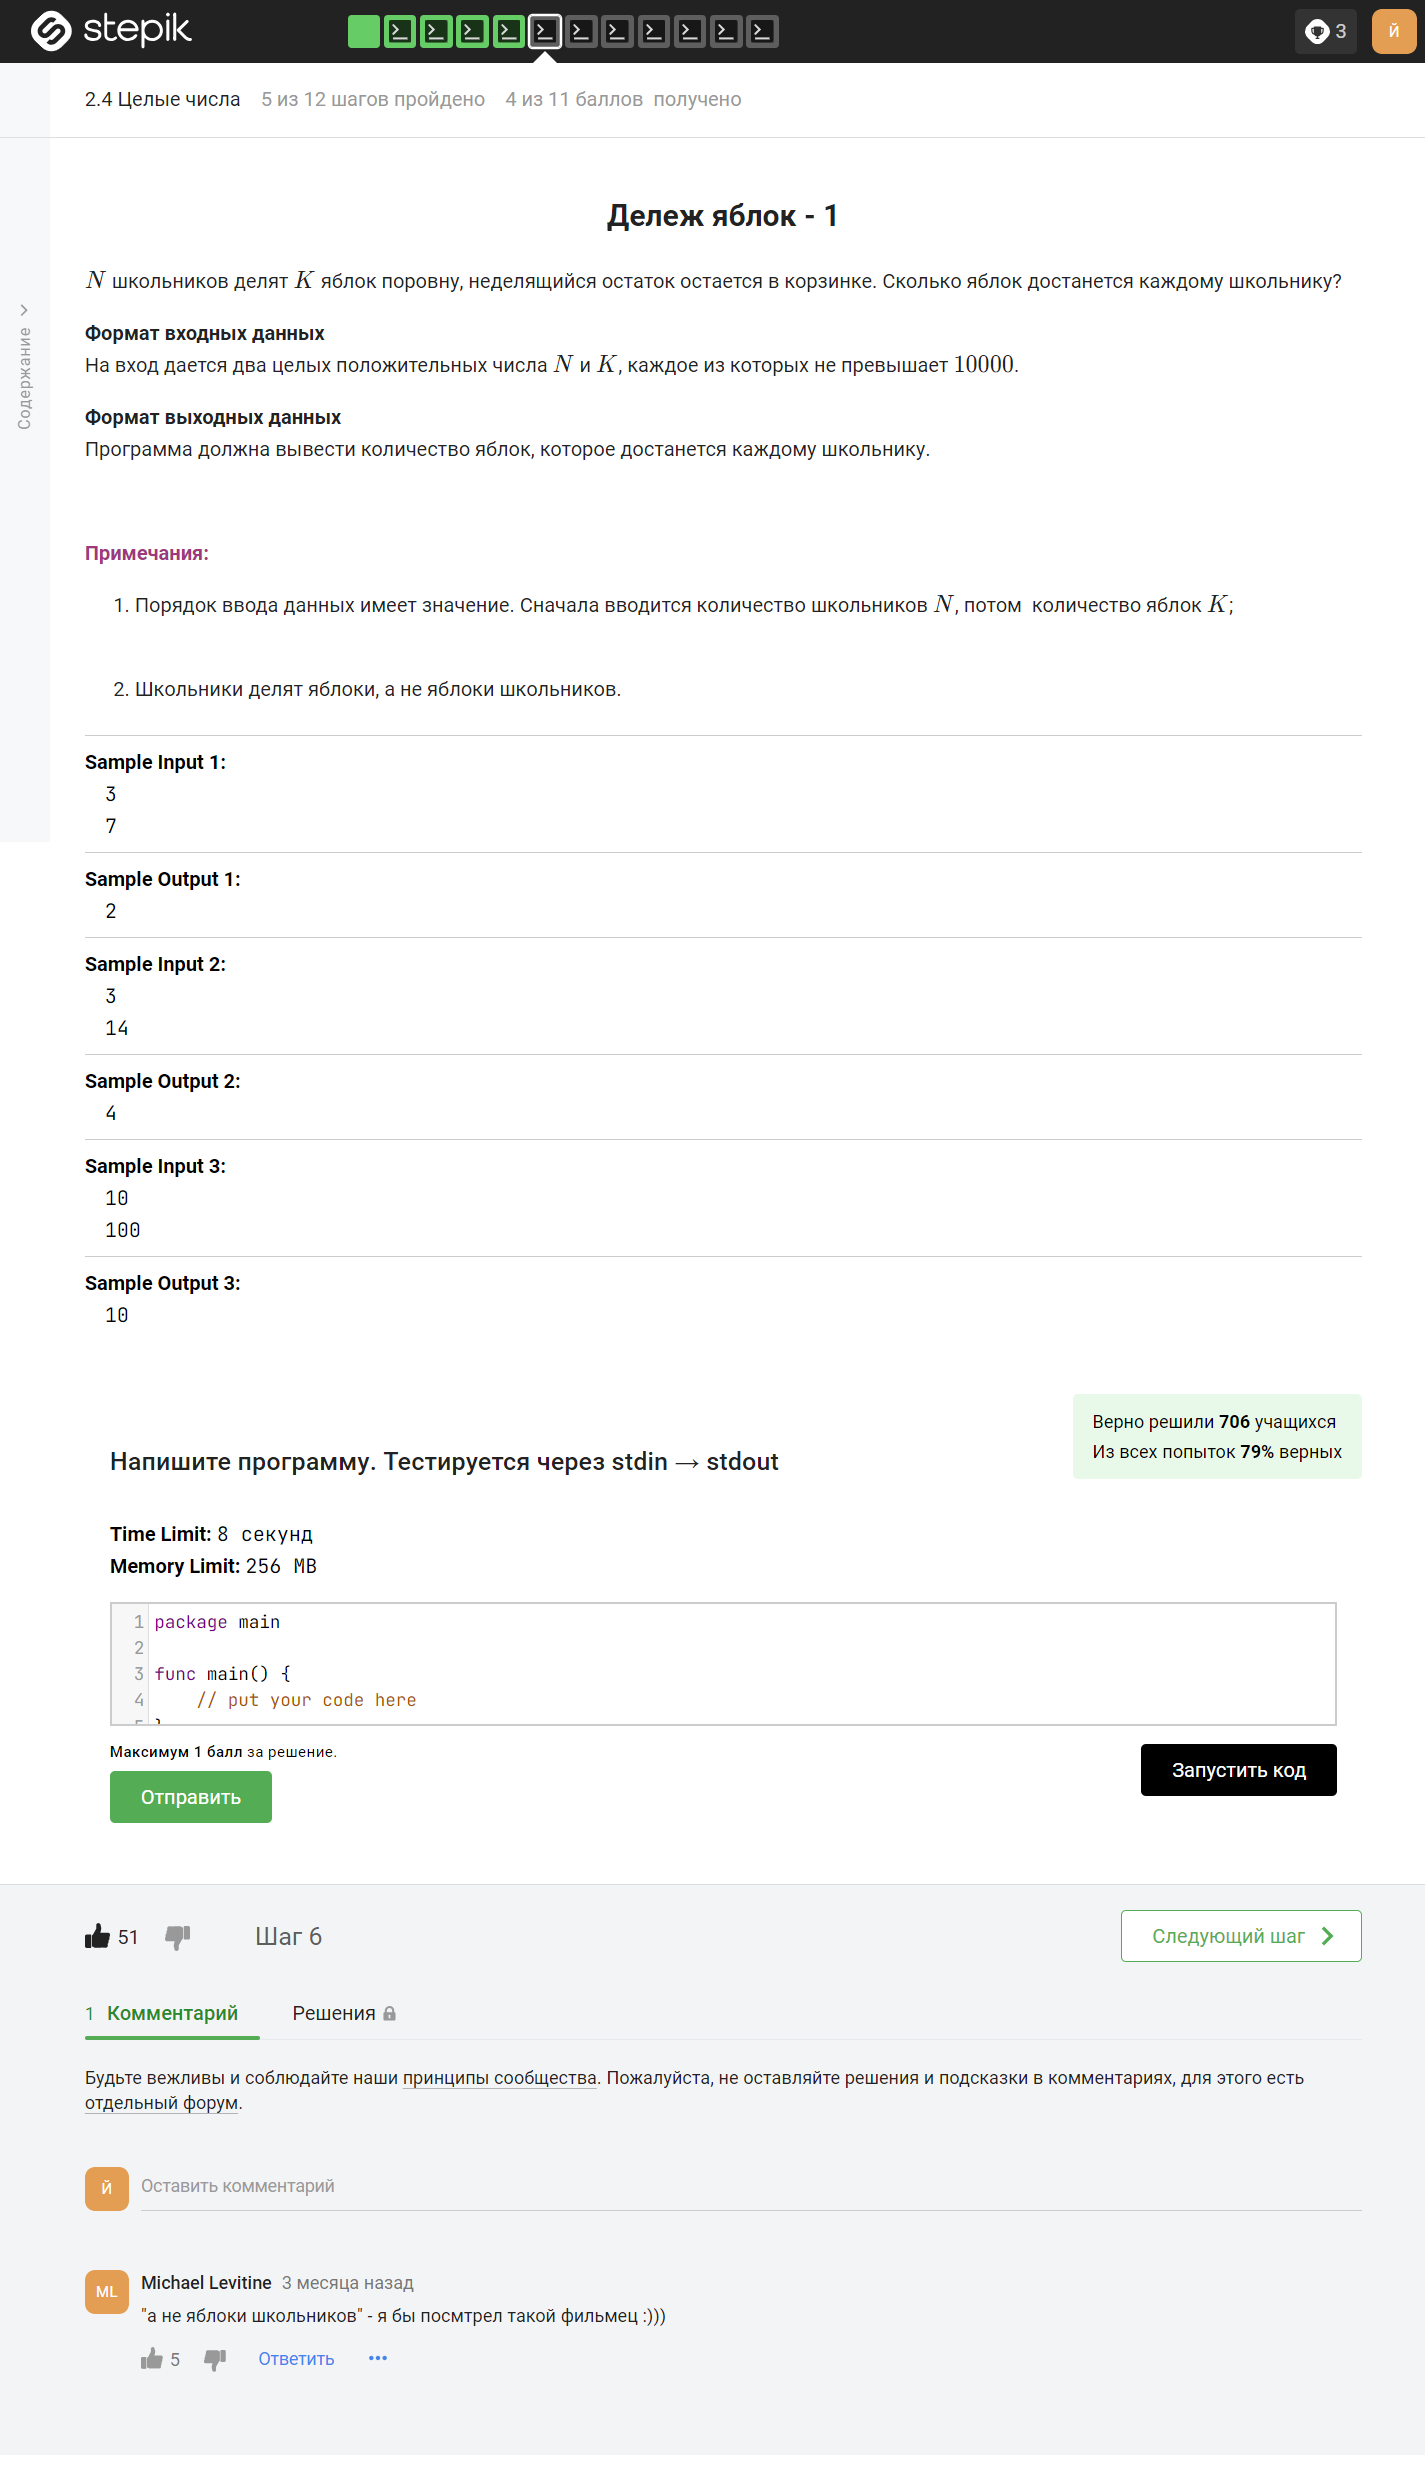 stepik
3
Й
2.4 Целые числа 5 из 12 шагов пройдено 4 из 11 баллов получено
Содержание
Дележ яблок - 1
N школьников делят K яблок поровну, неделящийся остаток остается в корзинке. Сколько яблок достанется каждому школьнику?
Формат входных данных
На вход дается два целых положительных числа N и K, каждое из которых не превышает 10000.
Формат выходных данных
Программа должна вывести количество яблок, которое достанется каждому школьнику.
Примечания:
1. Порядок ввода данных имеет значение. Сначала вводится количество школьников N, потом количество яблок K;
2. Школьники делят яблоки, а не яблоки школьников.
Sample Input 1:
3
7
Sample Output 1:
2
Sample Input 2:
3
14
Sample Output 2:
4
Sample Input 3:
10
100
Sample Output 3:
10
Верно решили 706 учащихся
Из всех попыток 79% верных
Напишите программу. Тестируется через stdin → stdout
Time Limit: 8 секунд
Memory Limit: 256 MB
1 package main
2
3 func main() {
4 // put your code here
5 }
Максимум 1 балл за решение.
Запустить код
Отправить
51
Шаг 6
Следующий шаг
1 Комментарий
Решения
Будьте вежливы и соблюдайте наши принципы сообщества. Пожалуйста, не оставляйте решения и подсказки в комментариях, для этого есть
отдельный форум.
Й
Оставить комментарий
ML
Michael Levitine 3 месяца назад
"а не яблоки школьников" - я бы посмтрел такой фильмец :)))
5
Ответить